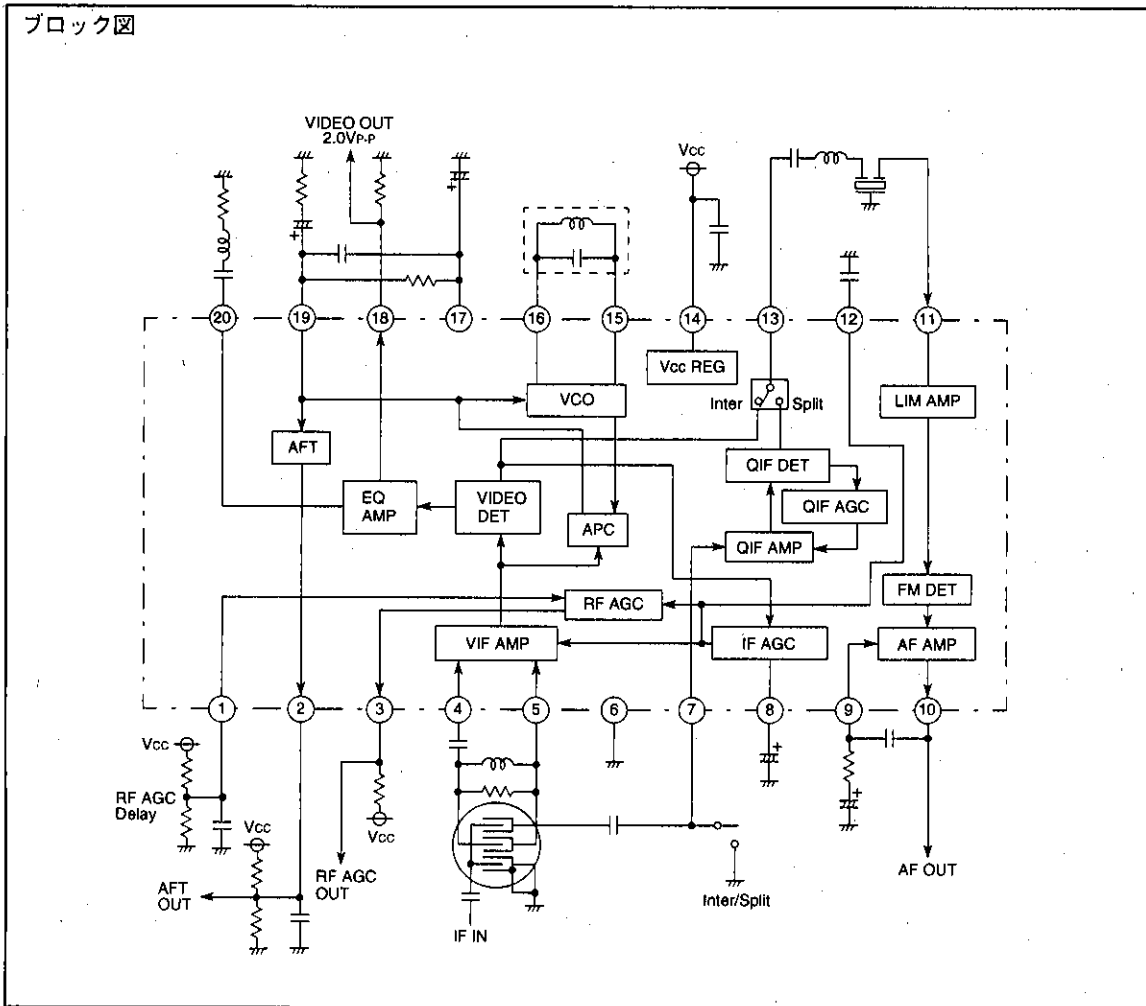 ブロック図
VIDEO OUT
2.0VP-P
Vcc
20
19
18
17
16
15
14
13
12
11
Vcc REG
VCO
Inter
Split
LIM AMP
AFT
QIF DET
EQ
AMP
VIDEO
DET
QIF AGC
APC
QIF AMP
RF AGC
FM DET
VIF AMP
IF AGC
AF AMP
1
2
3
4
5
6
7
8
9
10
Vcc
RF AGC
Delay
Vcc
Vcc
AFT
OUT
RF AGC
OUT
IF IN
Inter/Split
AF OUT